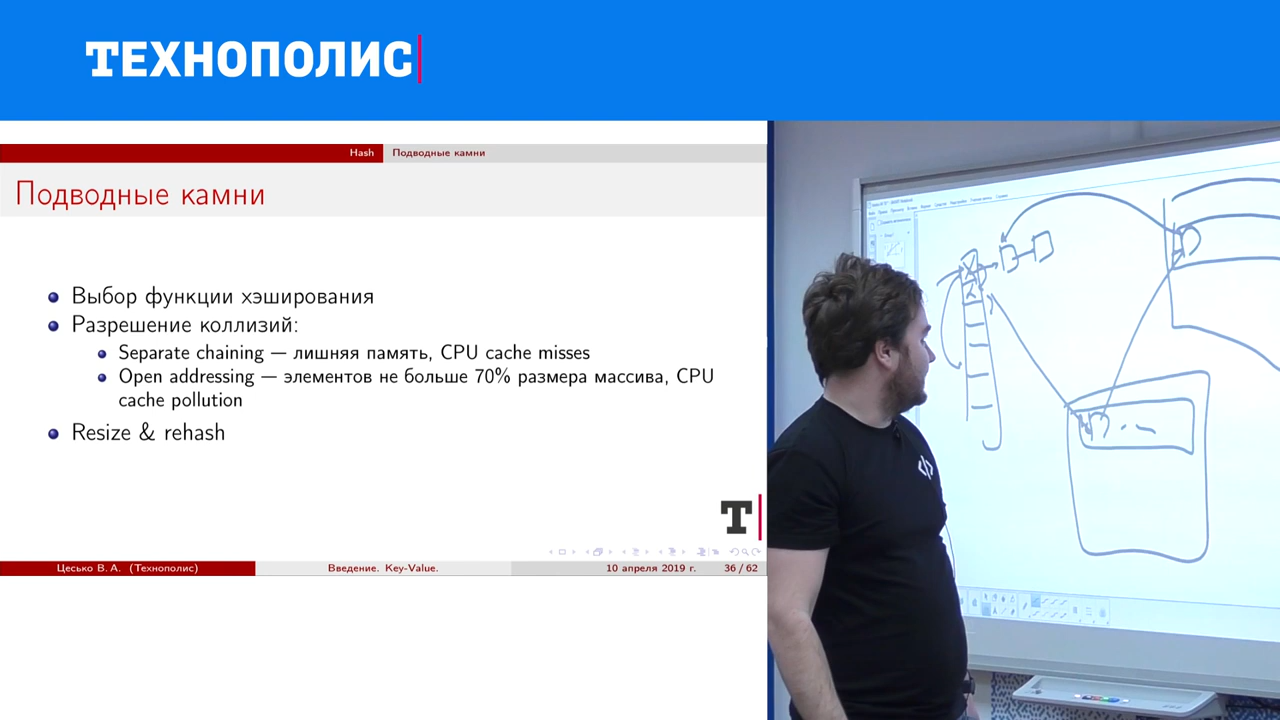 ТЕХНОПОЛИС
Hash Подводные камни
Подводные камни
Выбор функции хэширования
Разрешение коллизий:
Separate chaining — лишняя память, CPU cache misses
Open addressing — элементов не больше 70% размера массива, CPU
cache pollution
Resize & rehash
Т
Цесько В. А. (Технополис) Введение. Key-Value. 10 апреля 2019 г. 36 / 62